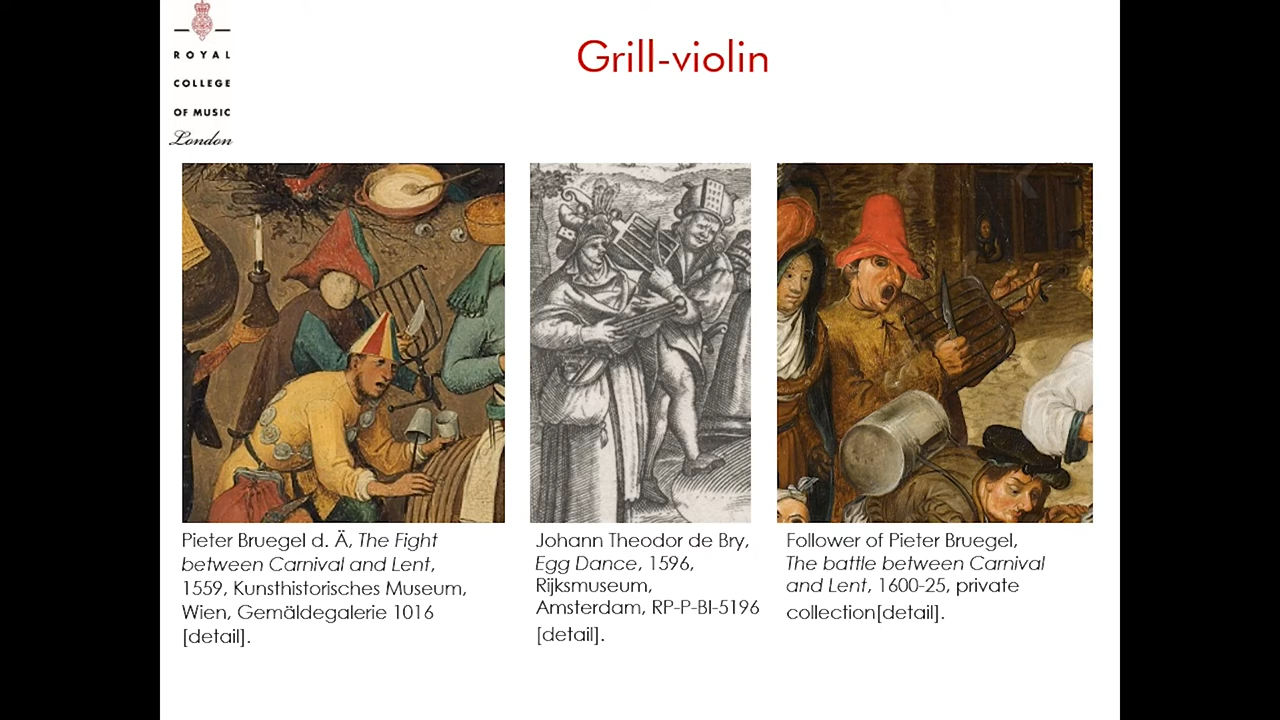 ROYAL
COLLEGE
OF MUSIC
London
Grill-violin
Pieter Bruegel d. Ä, The Fight
between Carnival and Lent,
1559, Kunsthistorisches Museum,
Wien, Gemäldegalerie 1016
[detail].
Johann Theodor de Bry,
Egg Dance, 1596,
Rijksmuseum,
Amsterdam, RP-P-BI-5196
[detail].
Follower of Pieter Bruegel,
The battle between Carnival
and Lent, 1600-25, private
collection[detail].